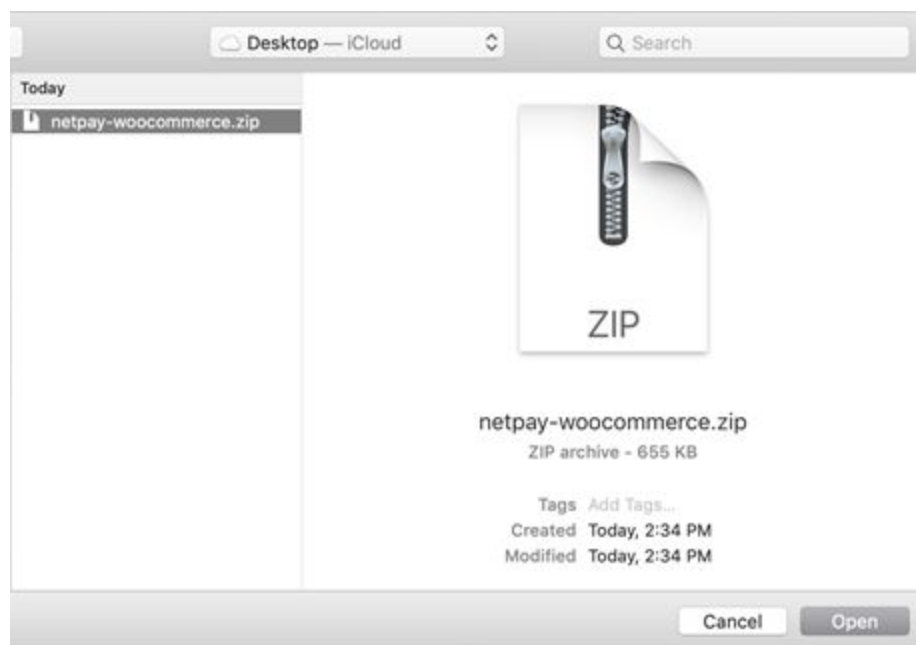 Desktop — iCloud
Search
Today
netpay-woocommerce.zip
ZIP
netpay-woocommerce.zip
ZIP archive - 655 KB
Tags Add Tags...
Created Today, 2:34 PM
Modified Today, 2:34 PM
Cancel Open